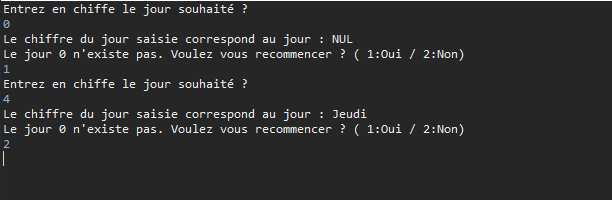 Entrez en chiffe le jour souhaité ?
0
Le chiffre du jour saisie correspond au jour : NUL
Le jour 0 n'existe pas. Voulez vous recommencer ? ( 1:Oui / 2:Non)
1
Entrez en chiffe le jour souhaité ?
4
Le chiffre du jour saisie correspond au jour : Jeudi
Le jour 0 n'existe pas. Voulez vous recommencer ? ( 1:Oui / 2:Non)
2